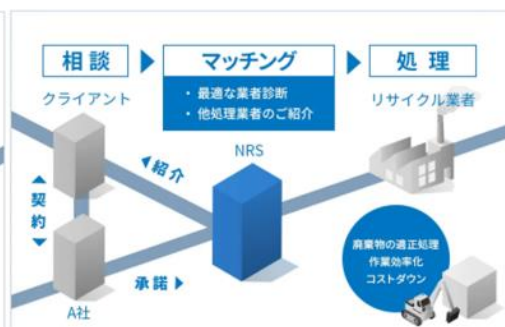 相談
マッチング
処理
・最適な業者診断
・他処理業者のご紹介
クライアント
リサイクル業者
NRS
紹介
契約
承諾
A社
廃棄物の適正処理
作業効率化
コストダウン